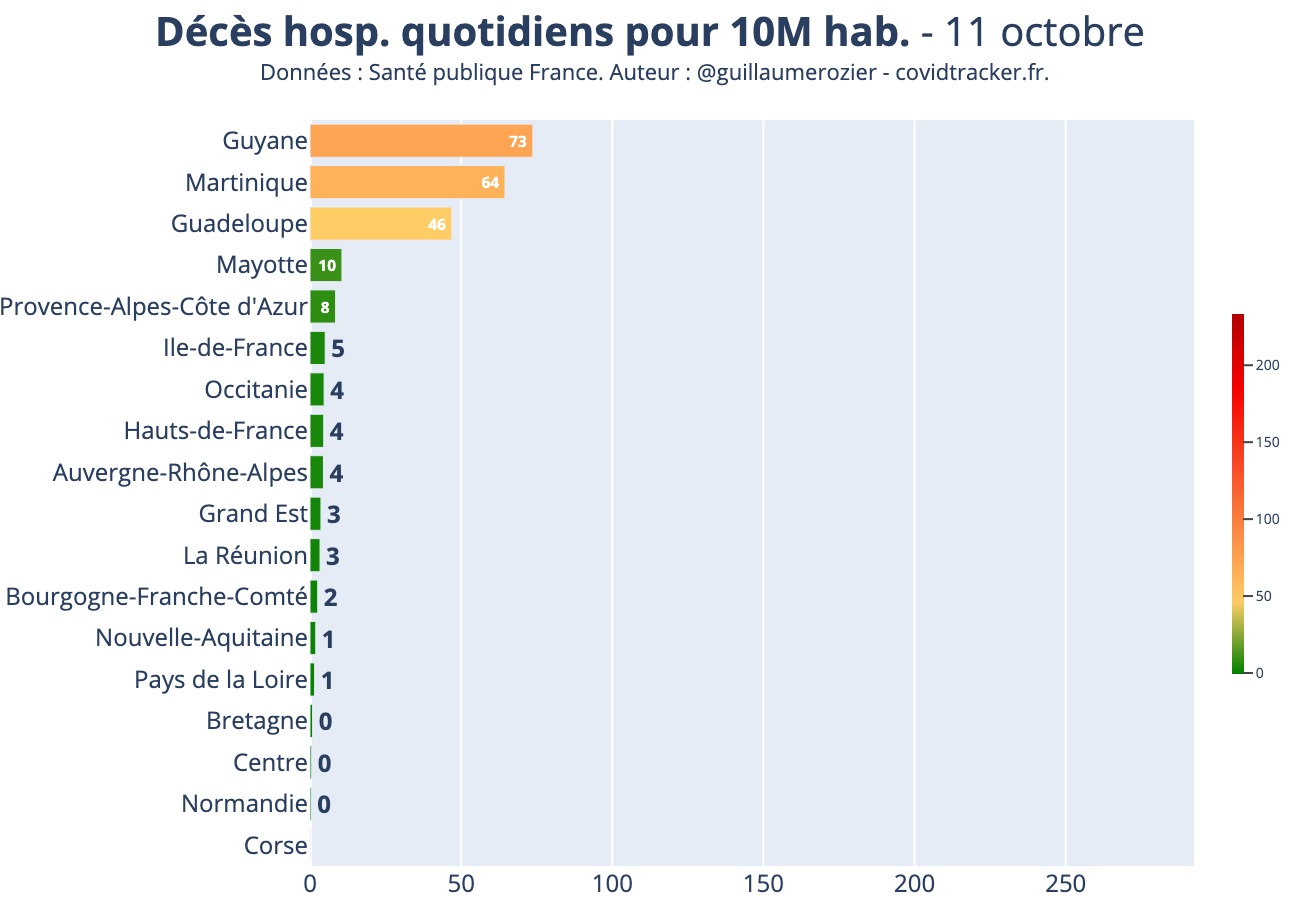 Décès hosp. quotidiens pour 10M hab. - 11 octobre
Données : Santé publique France. Auteur : @guillaumerozier - covidtracker.fr.
Guyane 73
Martinique 64
Guadeloupe 46
Mayotte 10
Provence-Alpes-Côte d'Azur 8
Ile-de-France 5
Occitanie 4
Hauts-de-France 4
Auvergne-Rhône-Alpes 4
Grand Est 3
La Réunion 3
Bourgogne-Franche-Comté 2
Nouvelle-Aquitaine 1
Pays de la Loire 1
Bretagne 0
Centre 0
Normandie 0
Corse
0 50 100 150 200 250
200
150
100
50
0